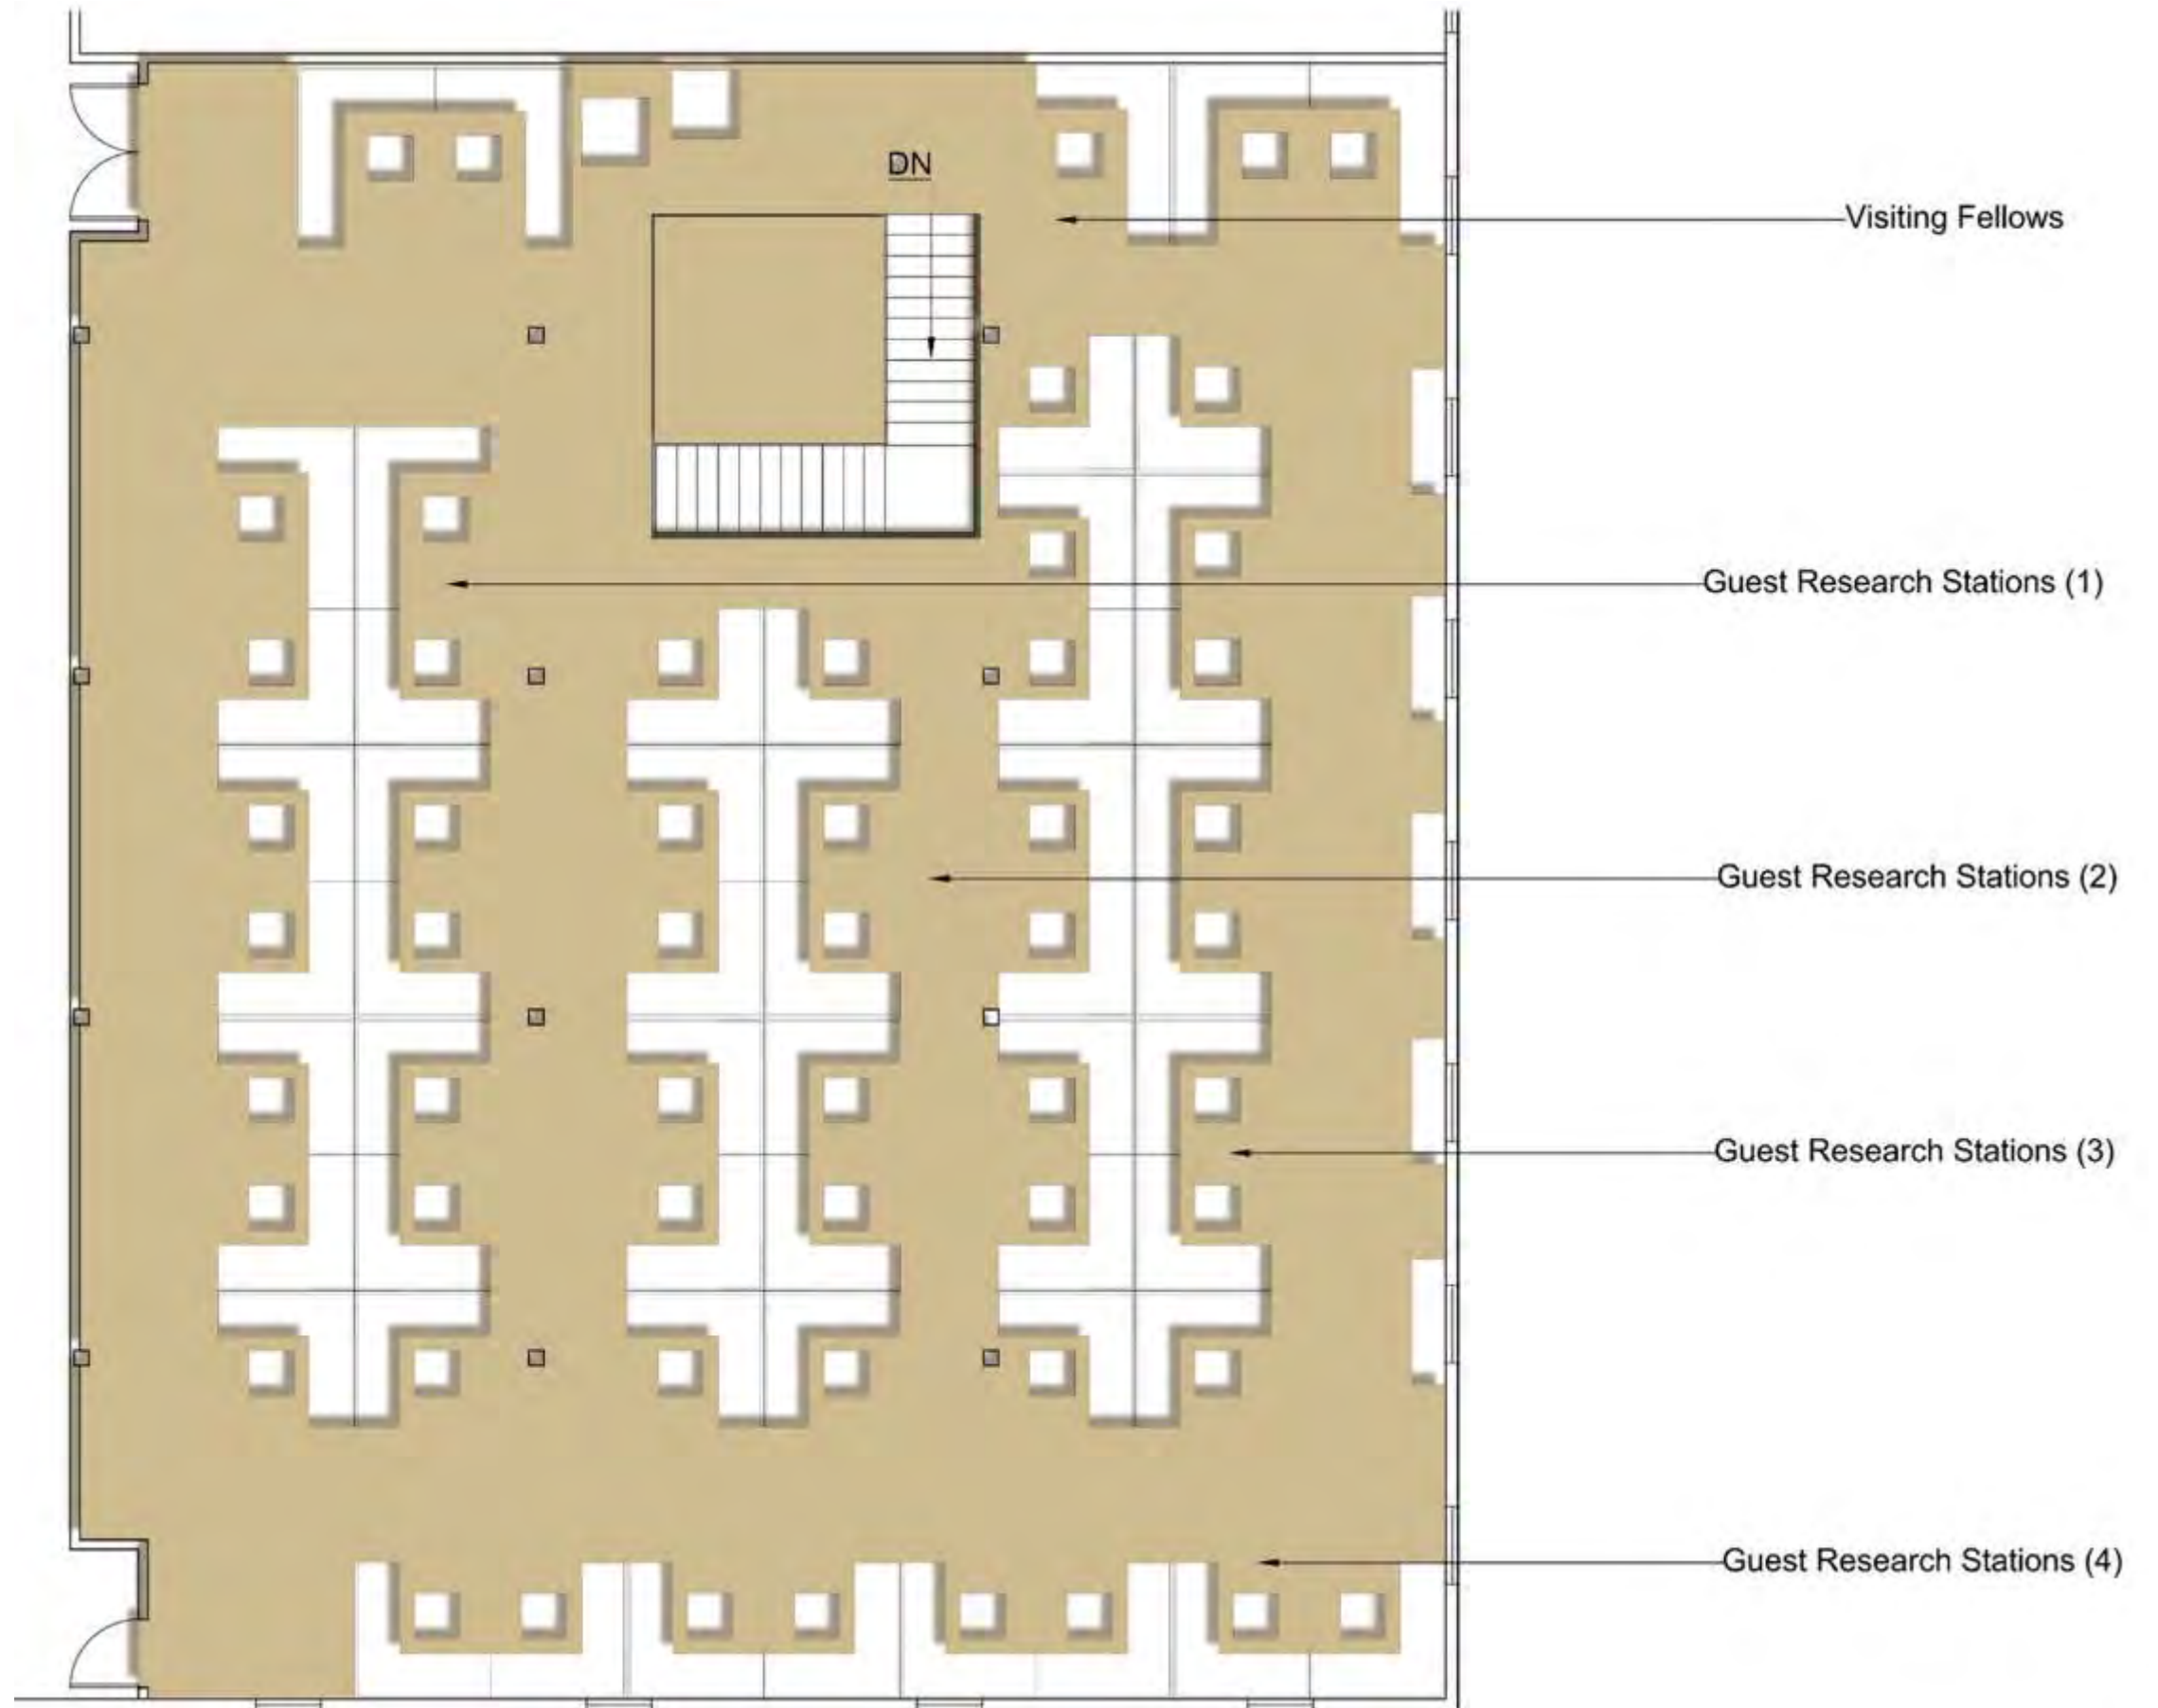 DN
Visiting Fellows
Guest Research Stations (1)
Guest Research Stations (2)
Guest Research Stations (3)
Guest Research Stations (4)